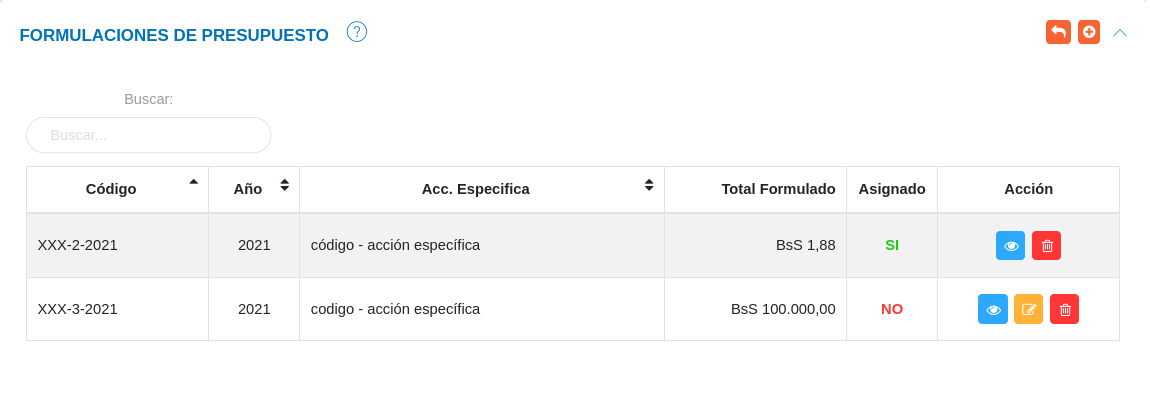 FORMULACIONES DE PRESUPUESTO ?
Buscar:
Buscar...
Código Año Acc. Especifica Total Formulado Asignado Acción
XXX-2-2021 2021 código - acción específica BsS 1,88 SI
XXX-3-2021 2021 codigo - acción específica BsS 100.000,00 NO